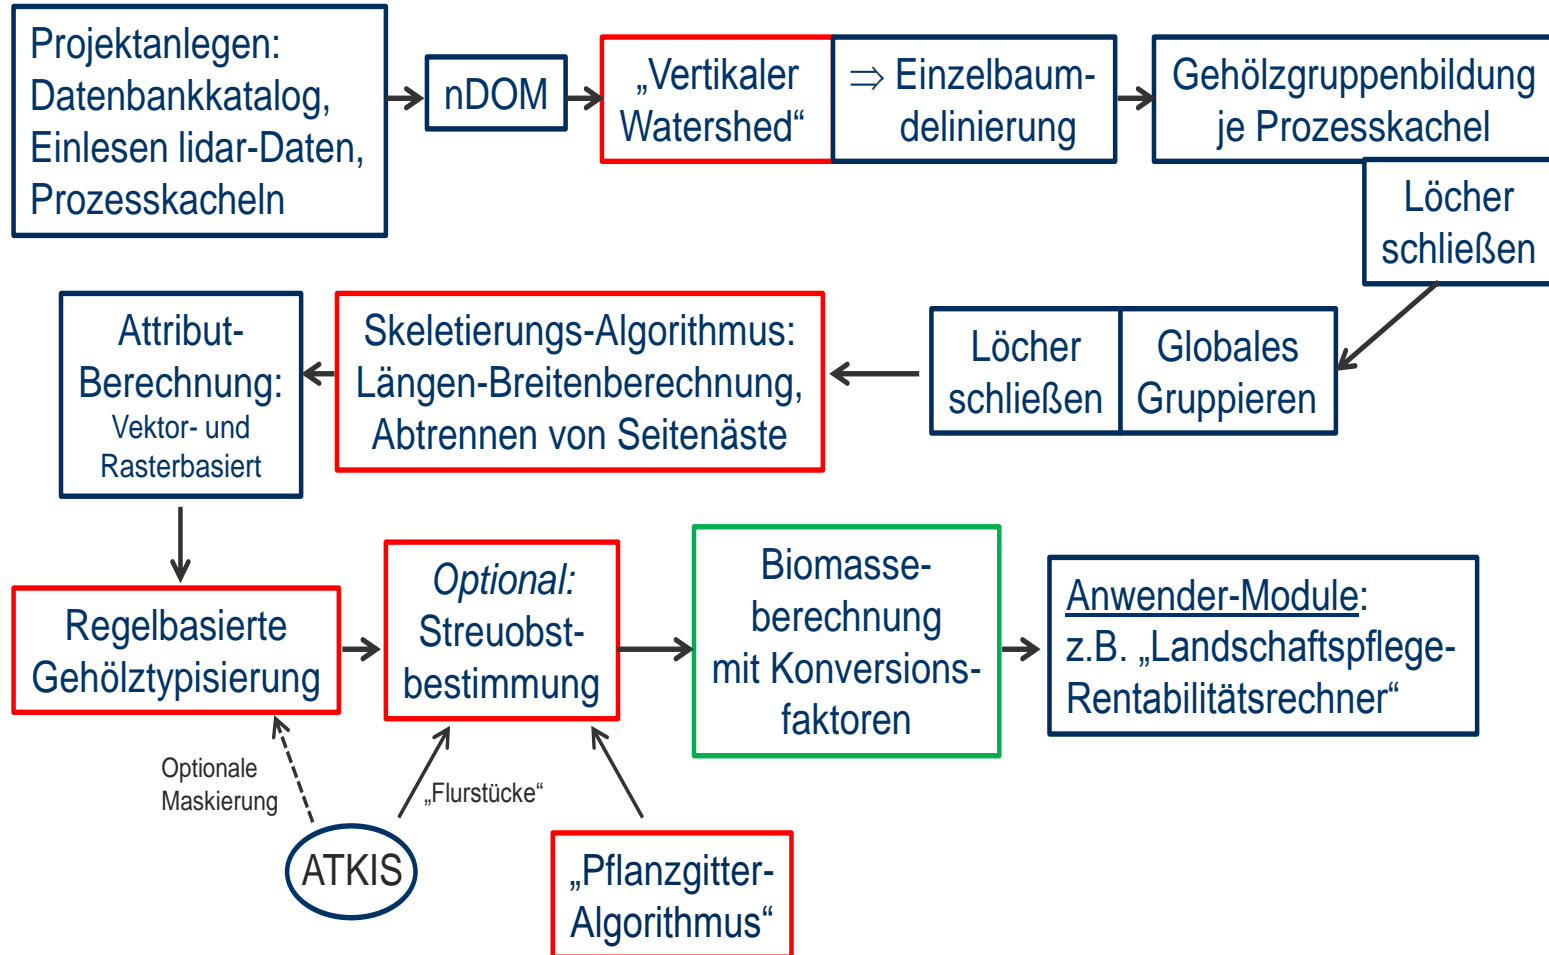 Projektanlegen:
Datenbankkatalog,
Einlesen lidar-Daten,
Prozesskacheln
nDOM
„Vertikaler
Watershed“
⇒ Einzelbaum-
delinierung
Gehölzgruppenbildung
je Prozesskachel
Löcher
schließen
Globales
Gruppieren
Löcher
schließen
Skeletierungs-Algorithmus:
Längen-Breitenberechnung,
Abtrennen von Seitenäste
Attribut-
Berechnung:
Vektor- und
Rasterbasiert
Regelbasierte
Gehölztypisierung
Optional:
Streuobst-
bestimmung
Biomasse-
berechnung
mit Konversions-
faktoren
Anwender-Module:
z.B. „Landschaftspflege-
Rentabilitätsrechner“
Optionale
Maskierung
„Flurstücke“
ATKIS
„Pflanzgitter-
Algorithmus“